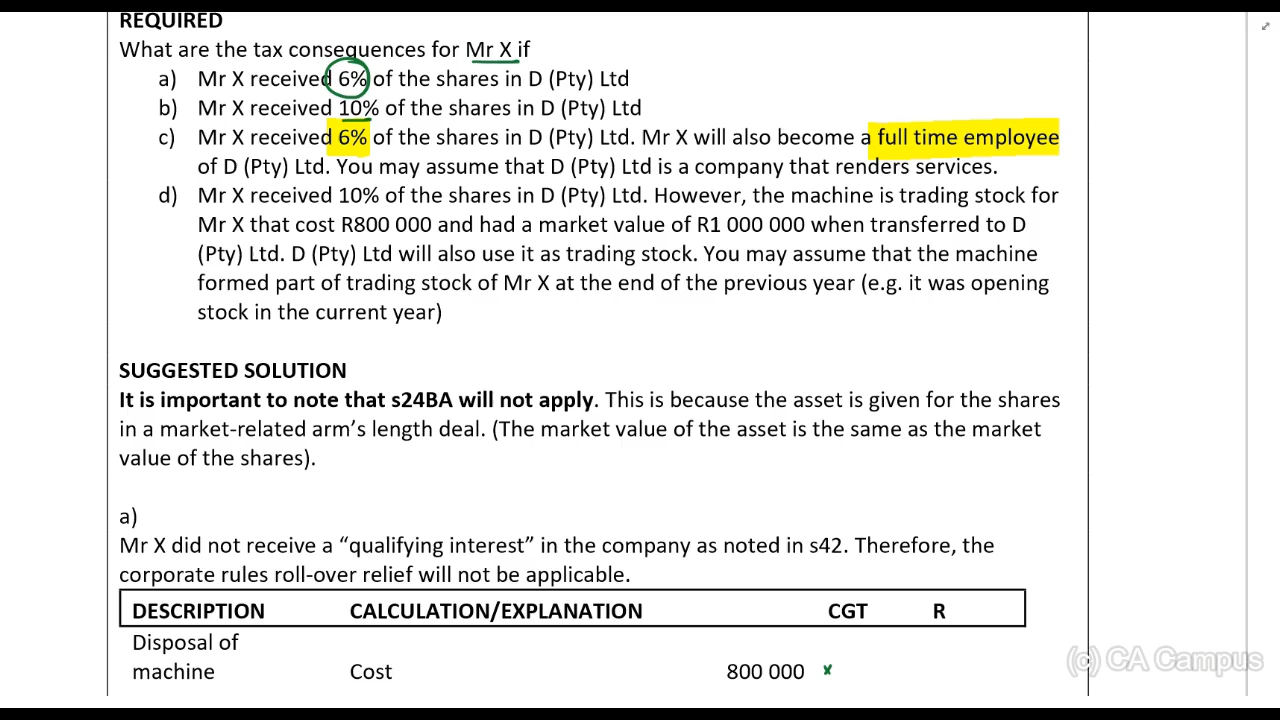 REQUIRED
What are the tax consequences for Mr X if
a) Mr X received 6% of the shares in D (Pty) Ltd
b) Mr X received 10% of the shares in D (Pty) Ltd
c) Mr X received 6% of the shares in D (Pty) Ltd. Mr X will also become a full time employee
of D (Pty) Ltd. You may assume that D (Pty) Ltd is a company that renders services.
d) Mr X received 10% of the shares in D (Pty) Ltd. However, the machine is trading stock for
Mr X that cost R800 000 and had a market value of R1 000 000 when transferred to D
(Pty) Ltd. D (Pty) Ltd will also use it as trading stock. You may assume that the machine
formed part of trading stock of Mr X at the end of the previous year (e.g. it was opening
stock in the current year)
SUGGESTED SOLUTION
It is important to note that s24BA will not apply. This is because the asset is given for the shares
in a market-related arm's length deal. (The market value of the asset is the same as the market
value of the shares).
a)
Mr X did not receive a “qualifying interest” in the company as noted in s42. Therefore, the
corporate rules roll-over relief will not be applicable.
DESCRIPTION CALCULATION/EXPLANATION CGT R
Disposal of
machine Cost 800 000 x
(c) CA Campus